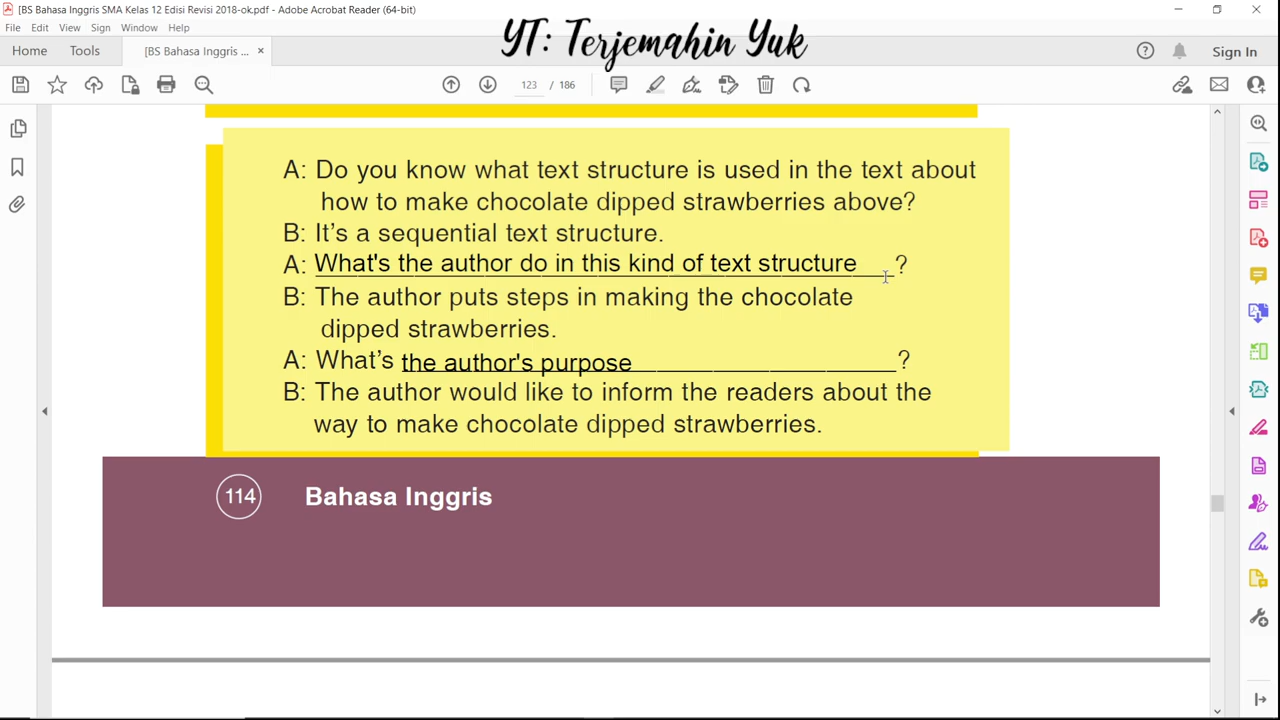 [BS Bahasa Inggris SMA Kelas 12 Edisi Revisi 2018-ok.pdf - Adobe Acrobat Reader (64-bit)
File Edit View Sign Window Help
YT: Terjemahin Yuk
Home Tools [BS Bahasa Inggris ... × Sign In
123 / 186
A: Do you know what text structure is used in the text about
how to make chocolate dipped strawberries above?
B: It's a sequential text structure.
A: What's the author do in this kind of text structure ?
B: The author puts steps in making the chocolate
dipped strawberries.
A: What's the author's purpose ?
B: The author would like to inform the readers about the
way to make chocolate dipped strawberries.
114 Bahasa Inggris